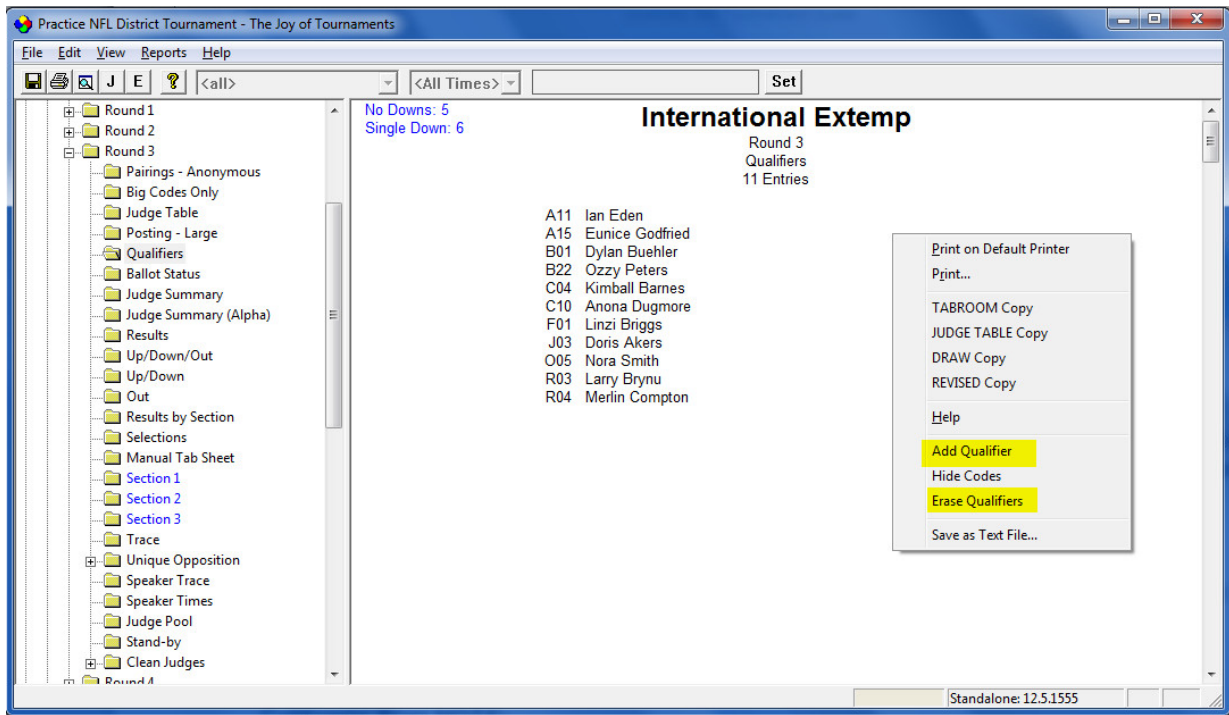 Practice NFL District Tournament - The Joy of Tournaments
File Edit View Reports Help
J E ? <all> <All Times> Set
Round 1
Round 2
Round 3
Pairings - Anonymous
Big Codes Only
Judge Table
Posting - Large
Qualifiers
Ballot Status
Judge Summary
Judge Summary (Alpha)
Results
Up/Down/Out
Up/Down
Out
Results by Section
Selections
Manual Tab Sheet
Section 1
Section 2
Section 3
Trace
Unique Opposition
Speaker Trace
Speaker Times
Judge Pool
Stand-by
Clean Judges
Round 4
No Downs: 5
Single Down: 6
International Extemp
Round 3
Qualifiers
11 Entries
A11 Ian Eden
A15 Eunice Godfried
B01 Dylan Buehler
B22 Ozzy Peters
C04 Kimball Barnes
C10 Anona Dugmore
F01 Linzi Briggs
J03 Doris Akers
O05 Nora Smith
R03 Larry Brynu
R04 Merlin Compton
Print on Default Printer
Print...
TABROOM Copy
JUDGE TABLE Copy
DRAW Copy
REVISED Copy
Help
Add Qualifier
Hide Codes
Erase Qualifiers
Save as Text File...
Standalone: 12.5.1555